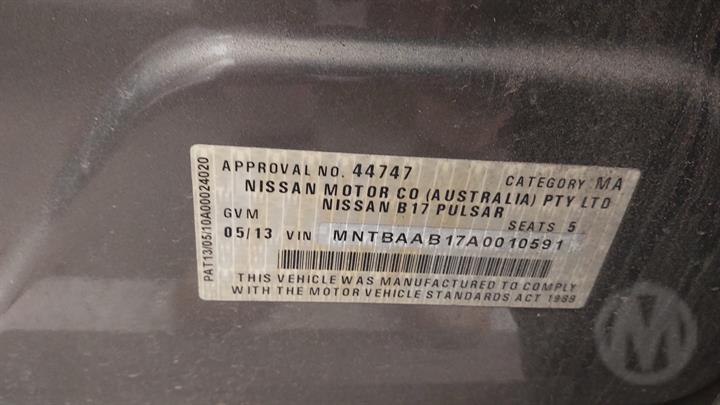 APPROVAL NO. 44747 CATEGORY MA
NISSAN MOTOR CO (AUSTRALIA) PTY LTD
NISSAN B17 PULSAR
GVM SEATS 5
05/13 VIN MNTBAAB17A0010591
THIS VEHICLE WAS MANUFACTURED TO COMPLY
WITH THE MOTOR VEHICLE STANDARDS ACT 1989
PAT13/05/10A00024020
M